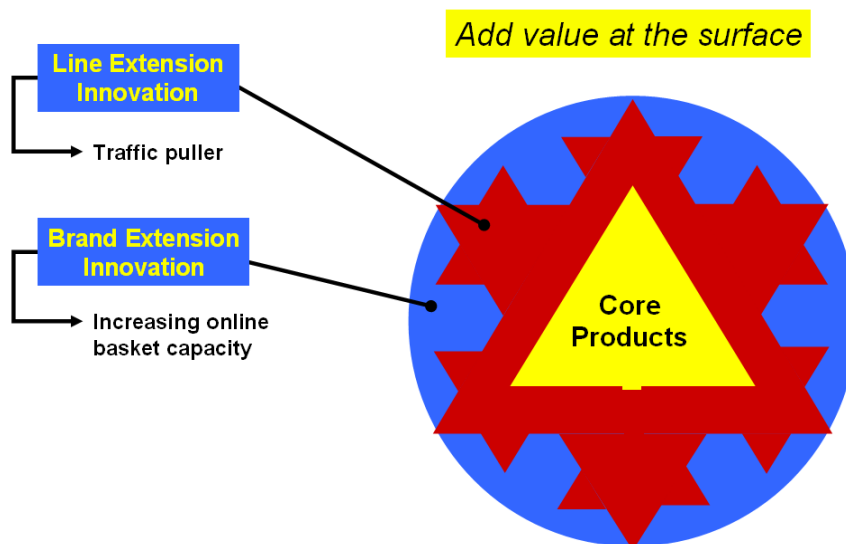 Add value at the surface
Line Extension
Innovation
Traffic puller
Brand Extension
Innovation
Increasing online
basket capacity
Core
Products